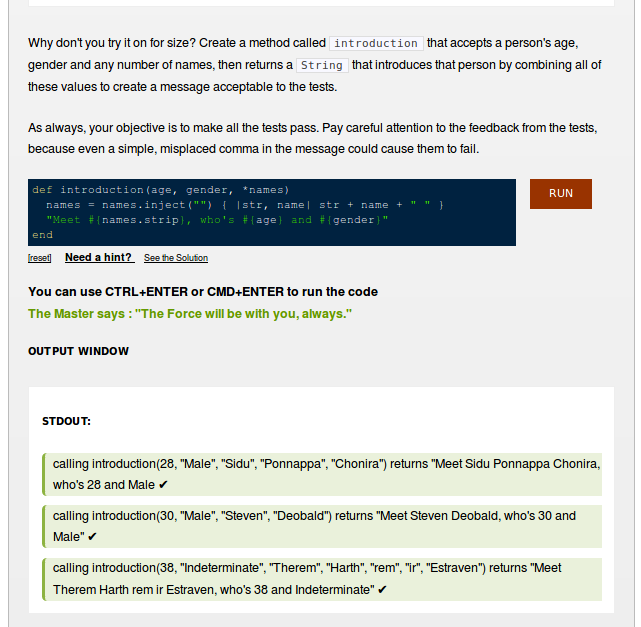 Why don't you try it on for size? Create a method called introduction that accepts a person's age,
gender and any number of names, then returns a String that introduces that person by combining all of
these values to create a message acceptable to the tests.
As always, your objective is to make all the tests pass. Pay careful attention to the feedback from the tests,
because even a simple, misplaced comma in the message could cause them to fail.
def introduction(age, gender, *names)
  names = names.inject("") { |str, name| str + name + " " }
  "Meet #{names.strip}, who's #{age} and #{gender}"
end
RUN
[reset] Need a hint? See the Solution
You can use CTRL+ENTER or CMD+ENTER to run the code
The Master says : "The Force will be with you, always."
OUTPUT WINDOW
STDOUT:
calling introduction(28, "Male", "Sidu", "Ponnappa", "Chonira") returns "Meet Sidu Ponnappa Chonira,
who's 28 and Male ✔
calling introduction(30, "Male", "Steven", "Deobald") returns "Meet Steven Deobald, who's 30 and
Male" ✔
calling introduction(38, "Indeterminate", "Therem", "Harth", "rem", "ir", "Estraven") returns "Meet
Therem Harth rem ir Estraven, who's 38 and Indeterminate" ✔